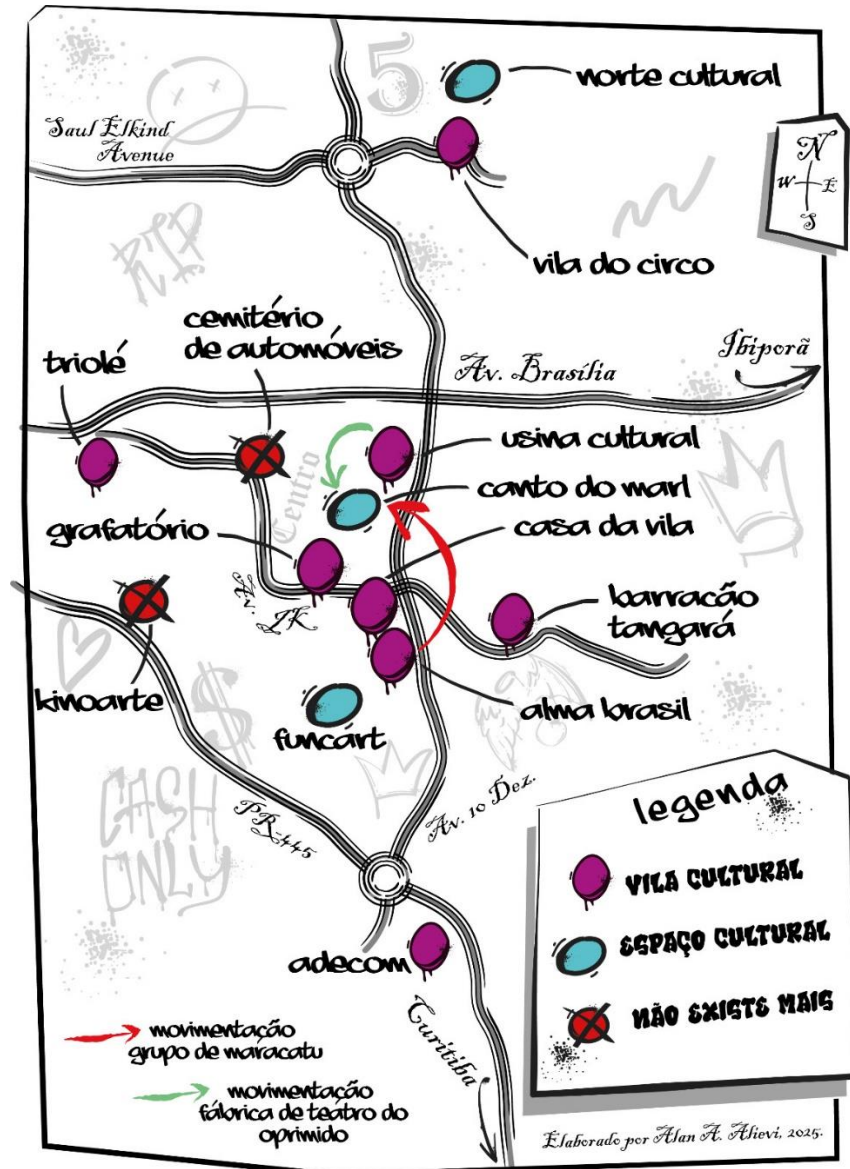 5
norte cultural
Saul Elkind
Avenue
N
W E
S
RIP
vila do circo
cemitério
de automóveis
triolé
Av. Brasília
Ibiporã
usina cultural
Centro
canto do marl
grafatório
casa da vila
Av. JK
barracão
tangará
kinoarte
$
alma brasil
funcart
CASH
ONLY
PR-445
Av. 10 Dez.
legenda
VILA CULTURAL
ESPAÇO CULTURAL
NÃO EXISTE MAIS
adecom
Curitiba
movimentação
grupo de maracatu
movimentação
fábrica de teatro do
oprimido
Elaborado por Alan A. Alievi, 2025.